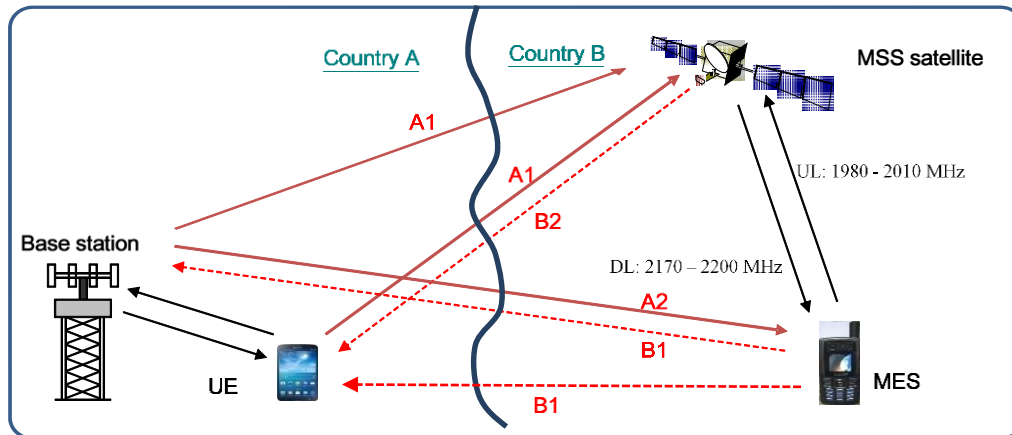 Country A
Country B
MSS satellite
A1
A1
UL: 1980 - 2010 MHz
B2
Base station
DL: 2170 – 2200 MHz
A2
B1
UE
MES
B1